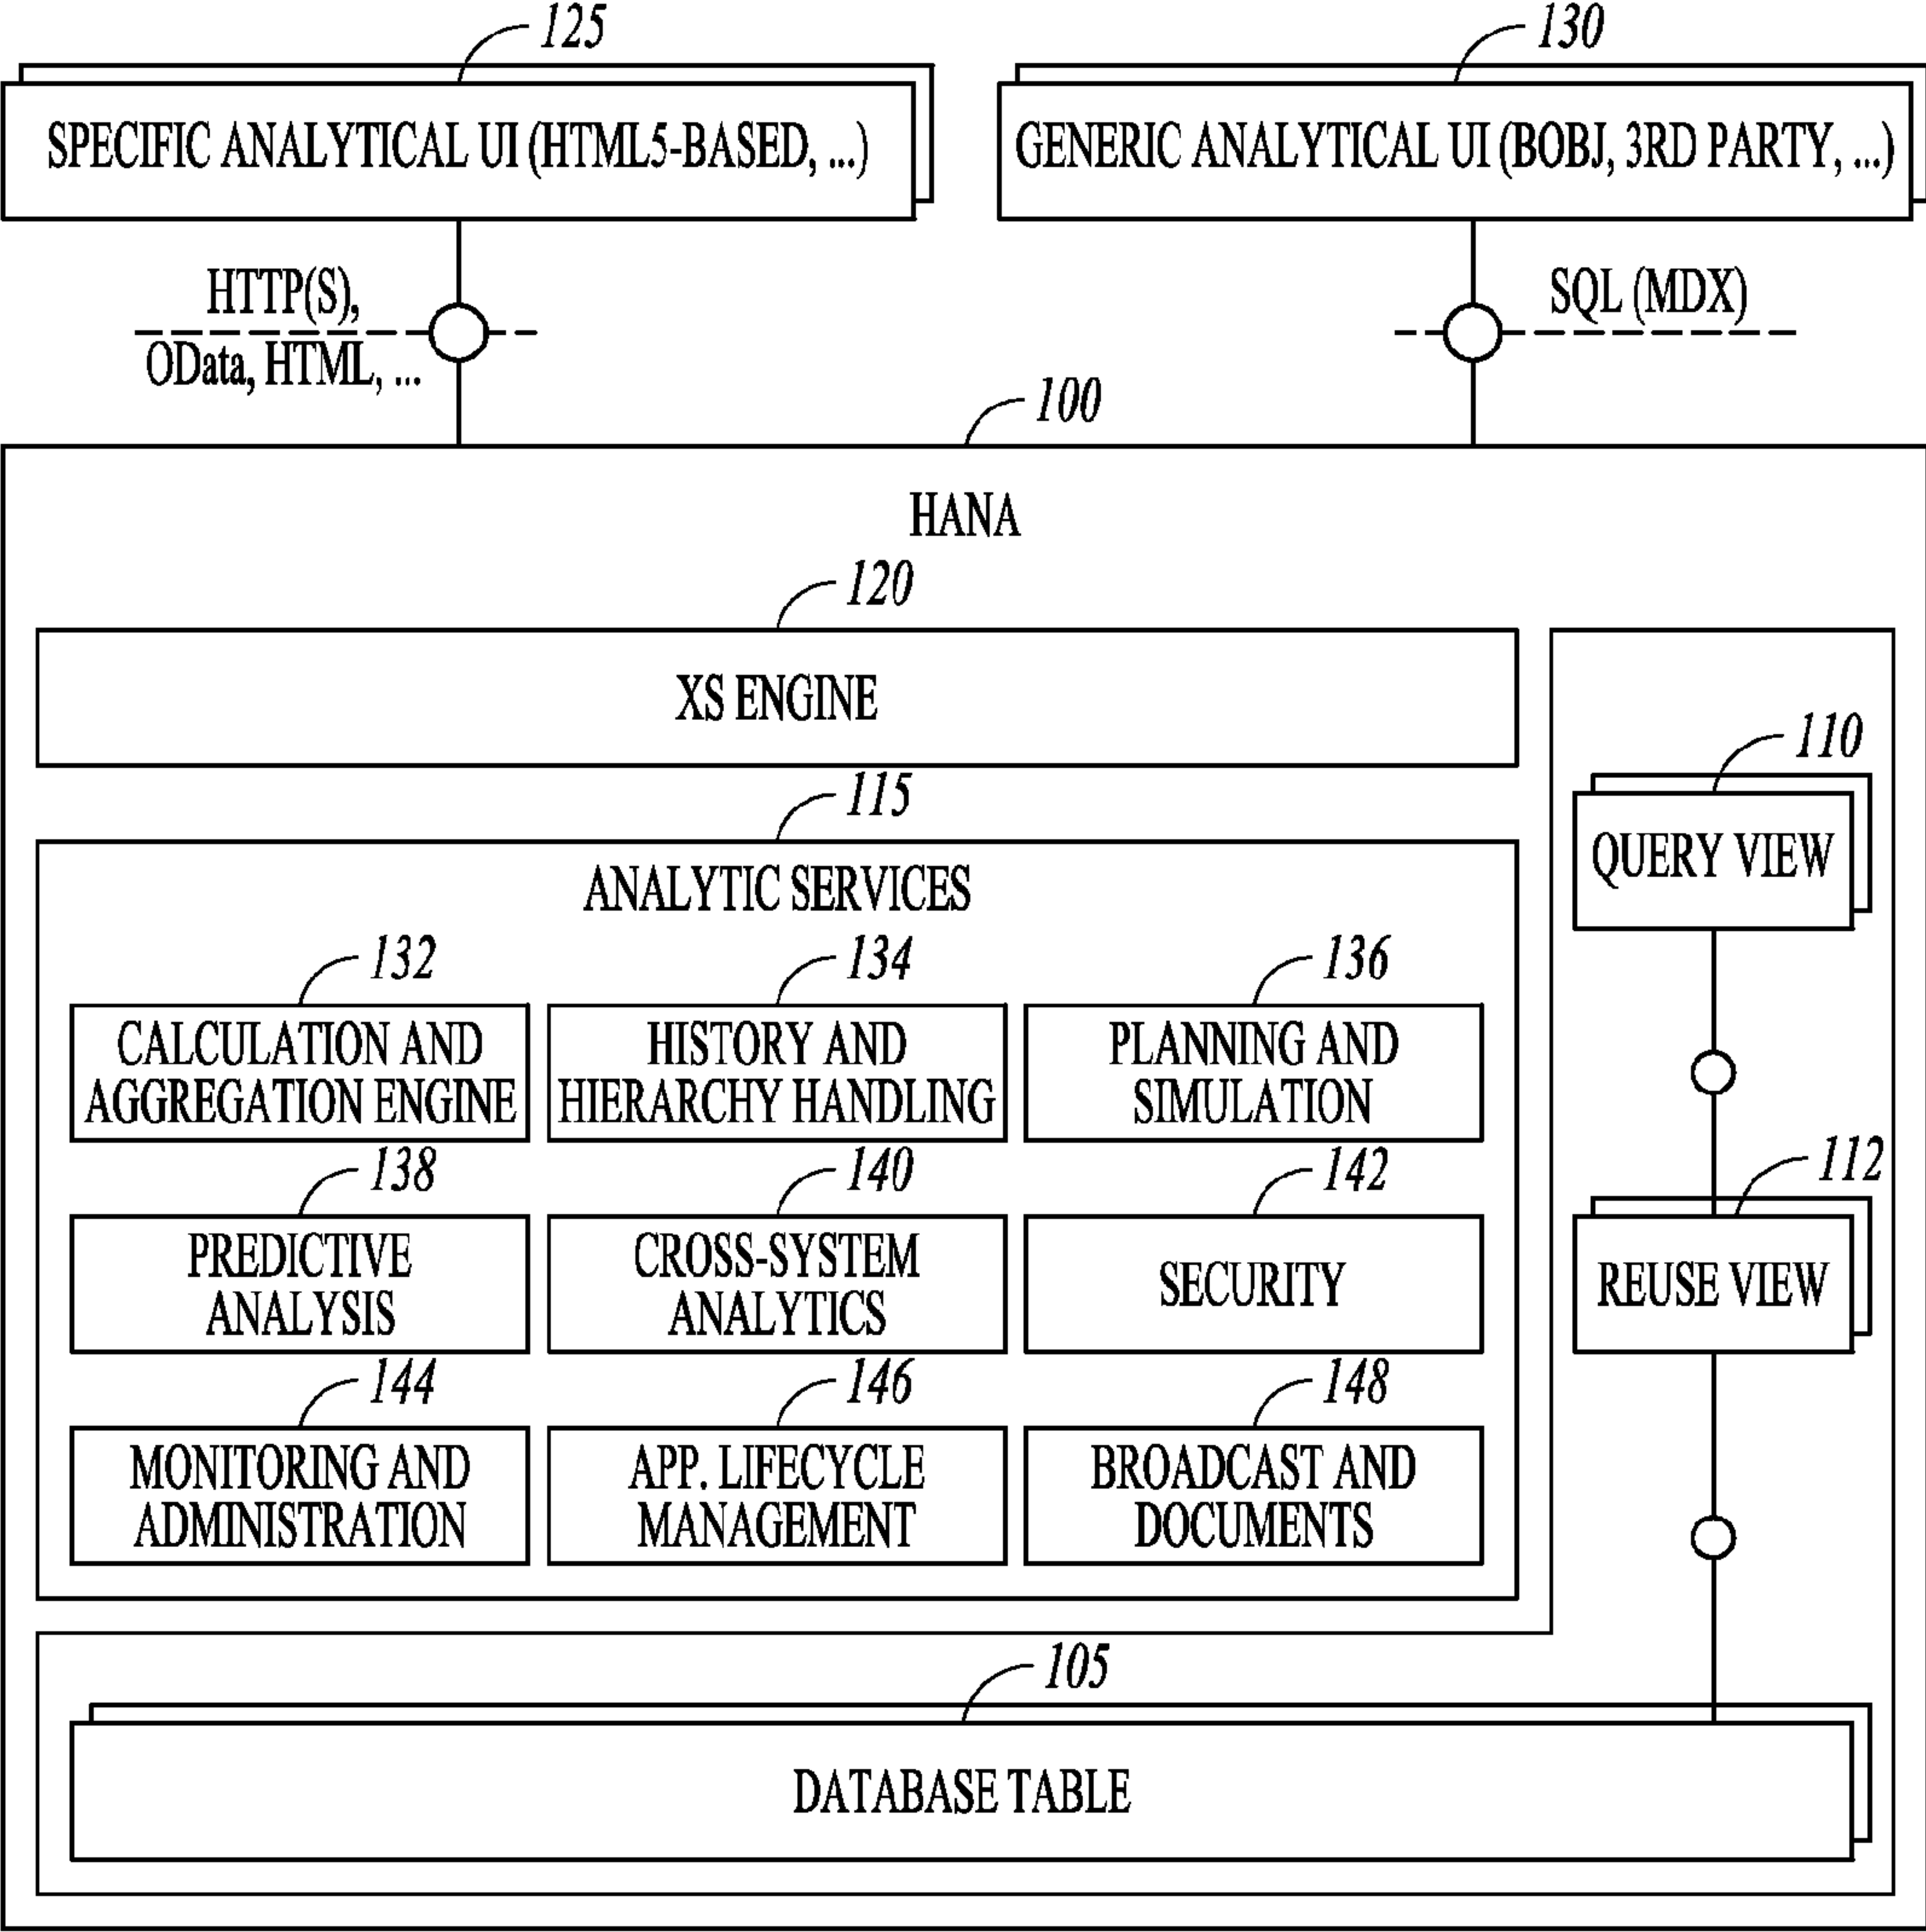 125
130
SPECIFIC ANALYTICAL UI (HTML5-BASED, ...)
GENERIC ANALYTICAL UI (BOBJ, 3RD PARTY, ...)
HTTP(S),
OData, HTML, ...
SQL (MDX)
100
HANA
120
XS ENGINE
110
QUERY VIEW
115
ANALYTIC SERVICES
132
134
136
CALCULATION AND
AGGREGATION ENGINE
HISTORY AND
HIERARCHY HANDLING
PLANNING AND
SIMULATION
138
140
142
112
PREDICTIVE
ANALYSIS
CROSS-SYSTEM
ANALYTICS
SECURITY
REUSE VIEW
144
146
148
MONITORING AND
ADMINISTRATION
APP. LIFECYCLE
MANAGEMENT
BROADCAST AND
DOCUMENTS
105
DATABASE TABLE